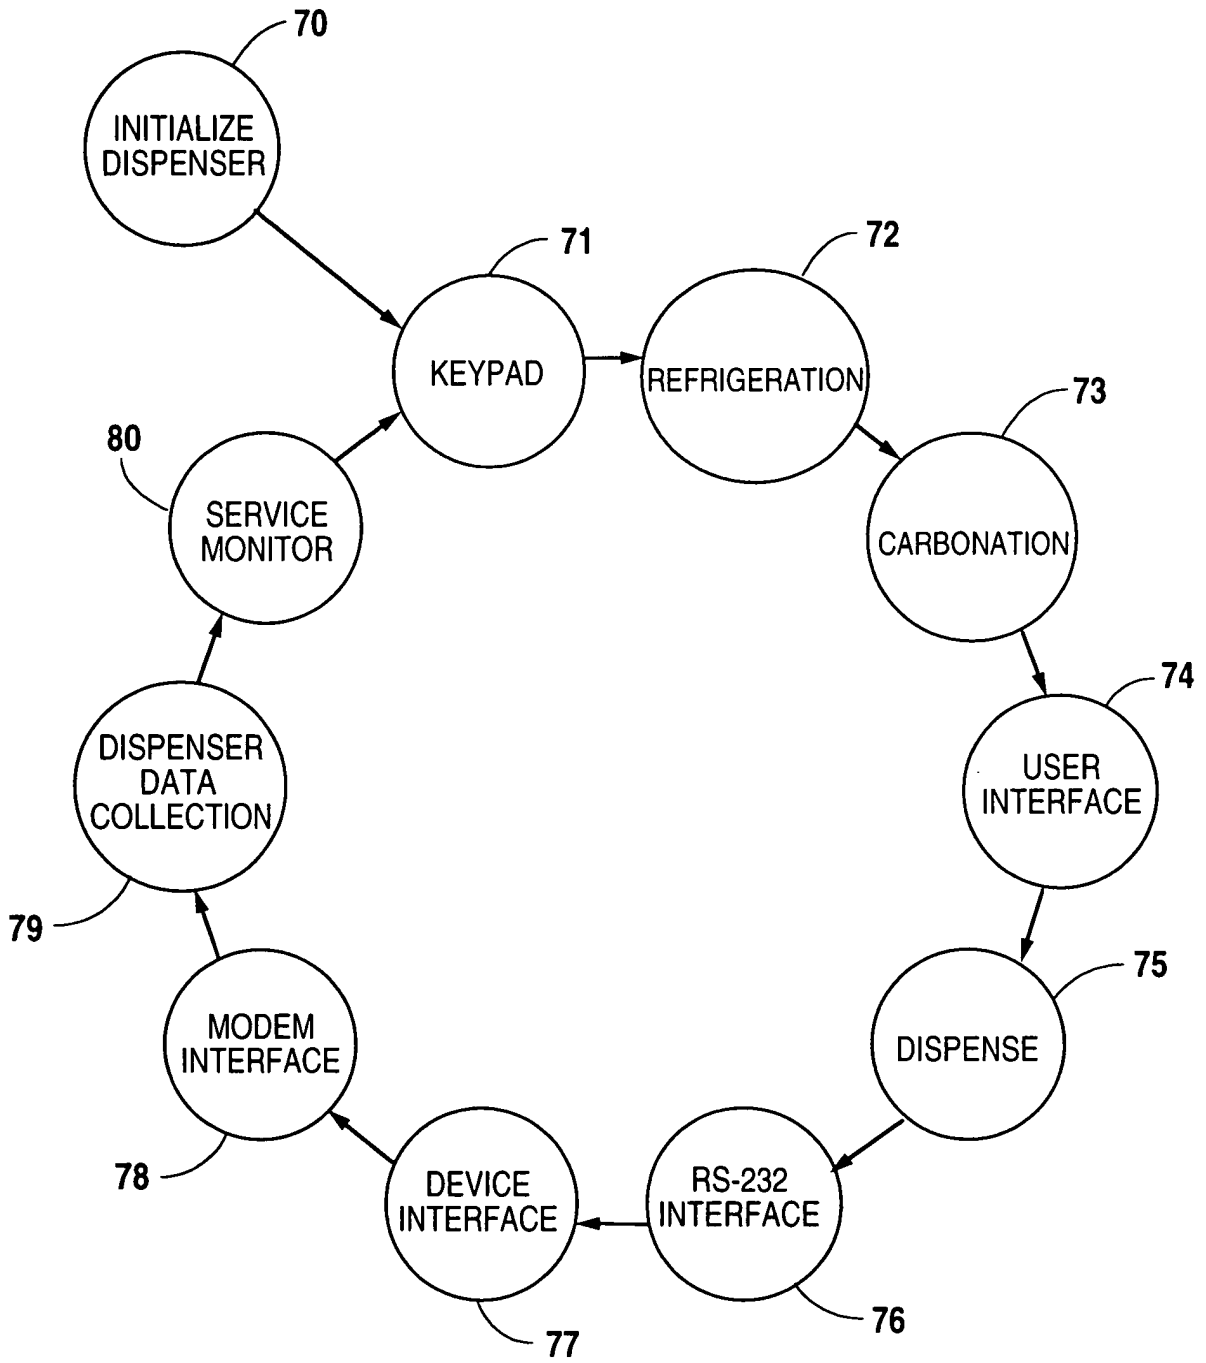 70
INITIALIZE
DISPENSER
71
KEYPAD
72
REFRIGERATION
73
CARBONATION
74
USER
INTERFACE
75
DISPENSE
76
RS-232
INTERFACE
77
DEVICE
INTERFACE
78
MODEM
INTERFACE
79
DISPENSER
DATA
COLLECTION
80
SERVICE
MONITOR